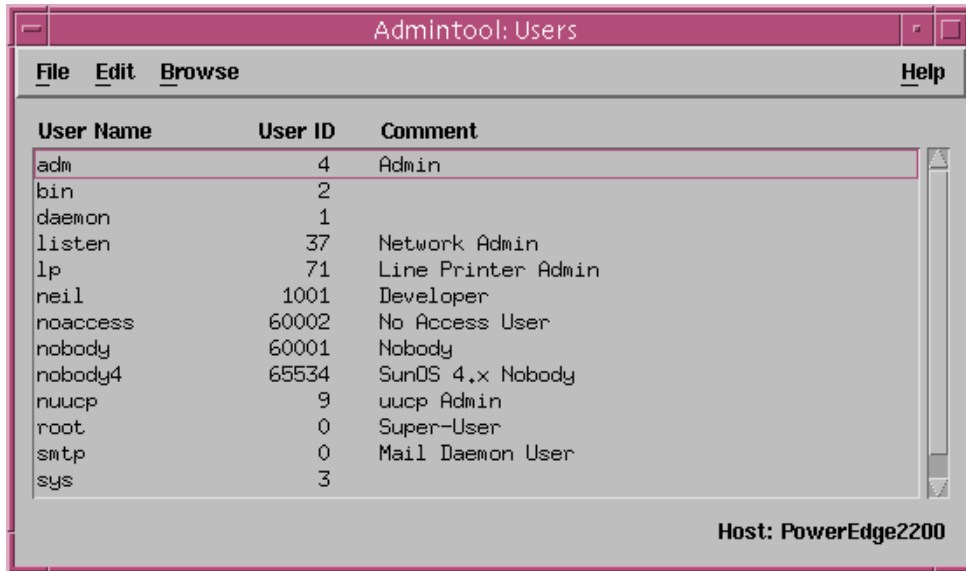 Admintool: Users
File Edit Browse Help
User Name User ID Comment
adm 4 Admin
bin 2
daemon 1
listen 37 Network Admin
lp 71 Line Printer Admin
neil 1001 Developer
noaccess 60002 No Access User
nobody 60001 Nobody
nobody4 65534 SunOS 4.x Nobody
nuucp 9 uucp Admin
root 0 Super-User
smtp 0 Mail Daemon User
sys 3
Host: PowerEdge2200